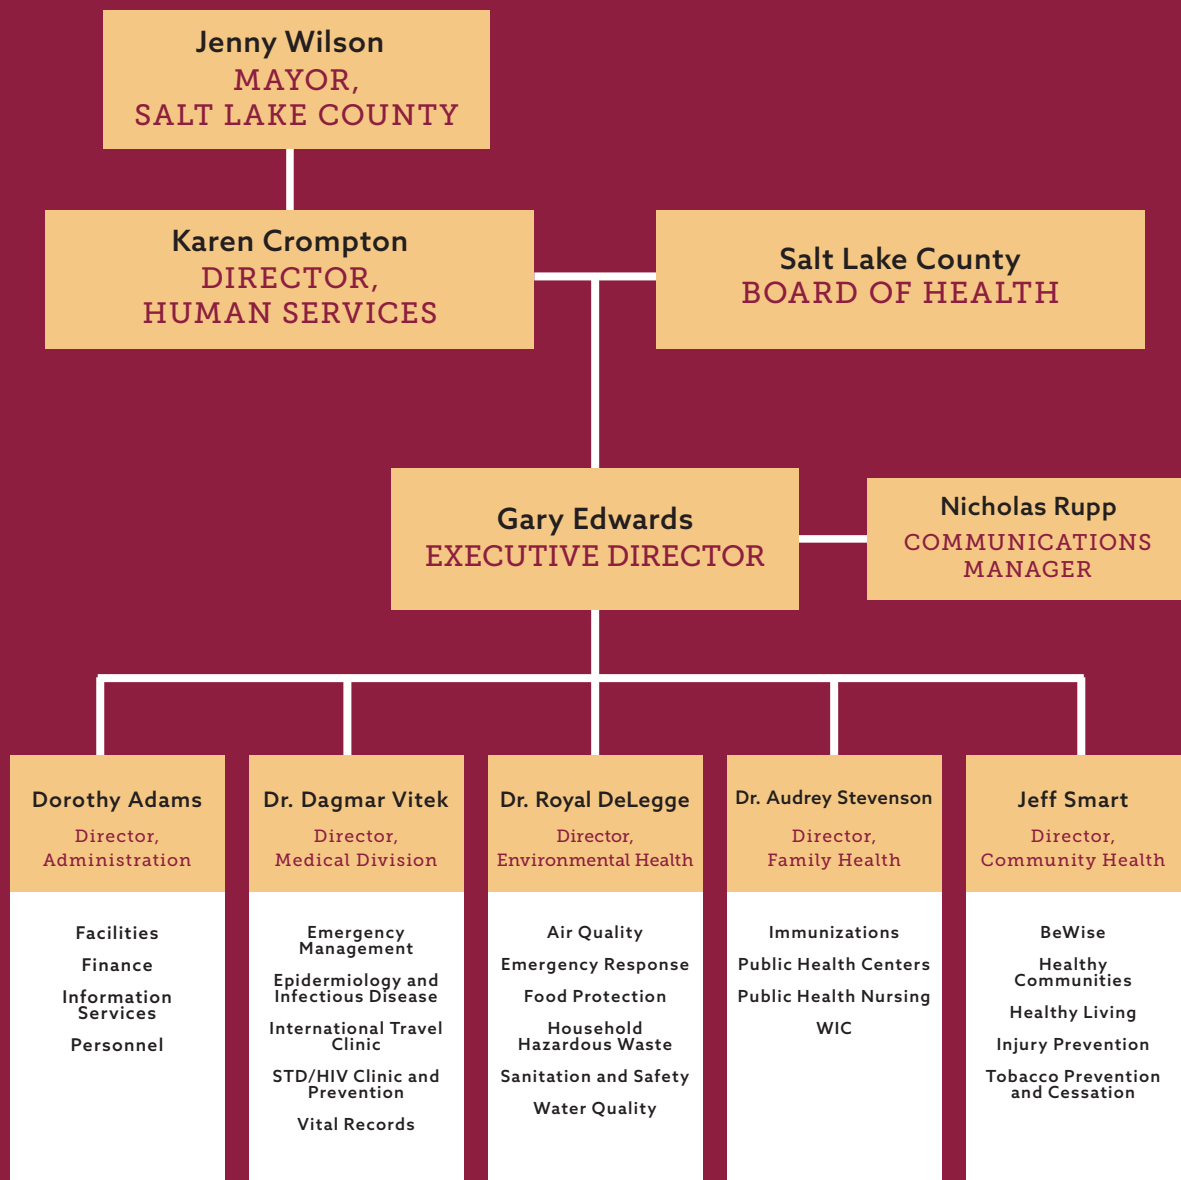 Jenny Wilson
MAYOR,
SALT LAKE COUNTY
Karen Crompton
DIRECTOR,
HUMAN SERVICES
Salt Lake County
BOARD OF HEALTH
Gary Edwards
EXECUTIVE DIRECTOR
Nicholas Rupp
COMMUNICATIONS
MANAGER
Dorothy Adams
Director,
Administration
Facilities
Finance
Information
Services
Personnel
Dr. Dagmar Vitek
Director,
Medical Division
Emergency
Management
Epidermiology and
Infectious Disease
International Travel
Clinic
STD/HIV Clinic and
Prevention
Vital Records
Dr. Royal DeLegge
Director,
Environmental Health
Air Quality
Emergency Response
Food Protection
Household
Hazardous Waste
Sanitation and Safety
Water Quality
Dr. Audrey Stevenson
Director,
Family Health
Immunizations
Public Health Centers
Public Health Nursing
WIC
Jeff Smart
Director,
Community Health
BeWise
Healthy
Communities
Healthy Living
Injury Prevention
Tobacco Prevention
and Cessation